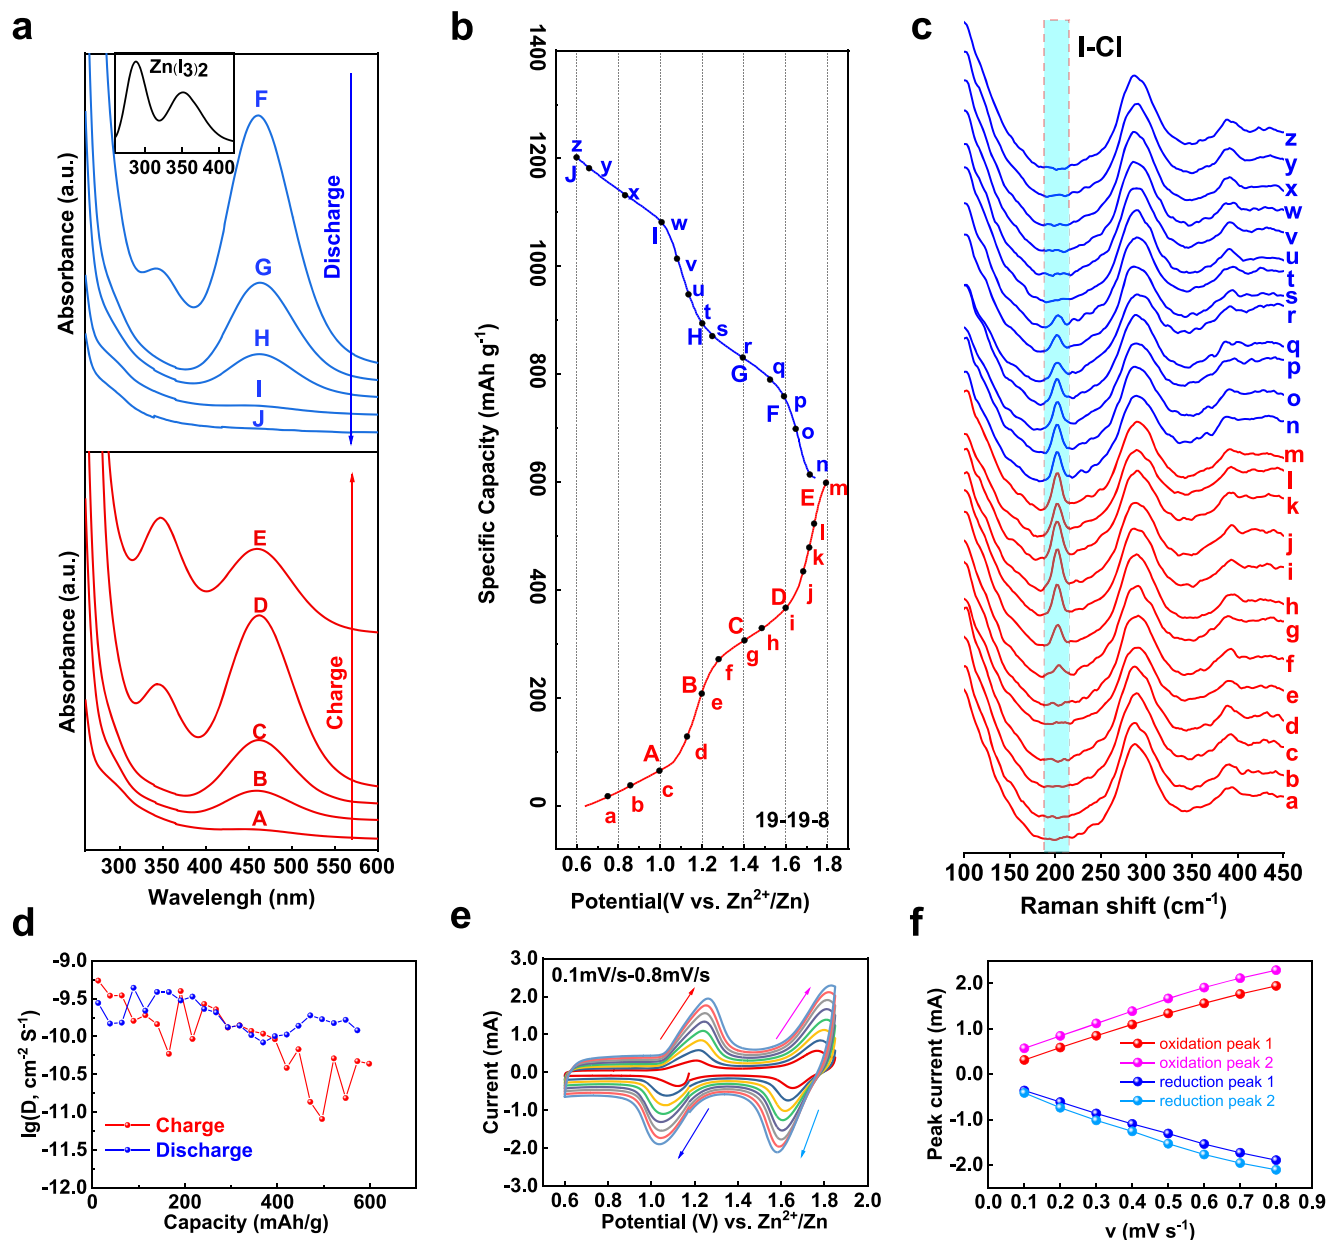 a
Zn(I3)2
300 350 400
F
G
H
I
J
Discharge
Absorbance (a.u.)
E
D
C
B
A
Charge
Absorbance (a.u.)
300 350 400 450 500 550 600
Wavelengh (nm)
b
1400
1200
1000
800
600
400
200
0
Specific Capacity (mAh g-1)
z
J y
x
I w
v
u
t
H s
r
G
q
F p
o
n
E m
l
k
D j
i
C h
g
B f
e
A d
c
b
a
19-19-8
0.6 0.8 1.0 1.2 1.4 1.6 1.8
Potential(V vs. Zn2+/Zn)
c
I-Cl
z
y
x
w
v
u
t
s
r
q
p
o
n
m
l
k
j
i
h
g
f
e
d
c
b
a
100 150 200 250 300 350 400 450
Raman shift (cm-1)
d
-9.0
-9.5
-10.0
-10.5
-11.0
-11.5
-12.0
lg(D, cm-2 S-1)
Charge
Discharge
0 200 400 600
Capacity (mAh/g)
e
0.1mV/s-0.8mV/s
3.0
2.0
1.0
0.0
-1.0
-2.0
-3.0
Current (mA)
0.6 0.8 1.0 1.2 1.4 1.6 1.8 2.0
Potential (V) vs. Zn2+/Zn
f
2.0
1.0
0.0
-1.0
-2.0
Peak current (mA)
oxidation peak 1
oxidation peak 2
reduction peak 1
reduction peak 2
0.0 0.1 0.2 0.3 0.4 0.5 0.6 0.7 0.8 0.9
v (mV s-1)